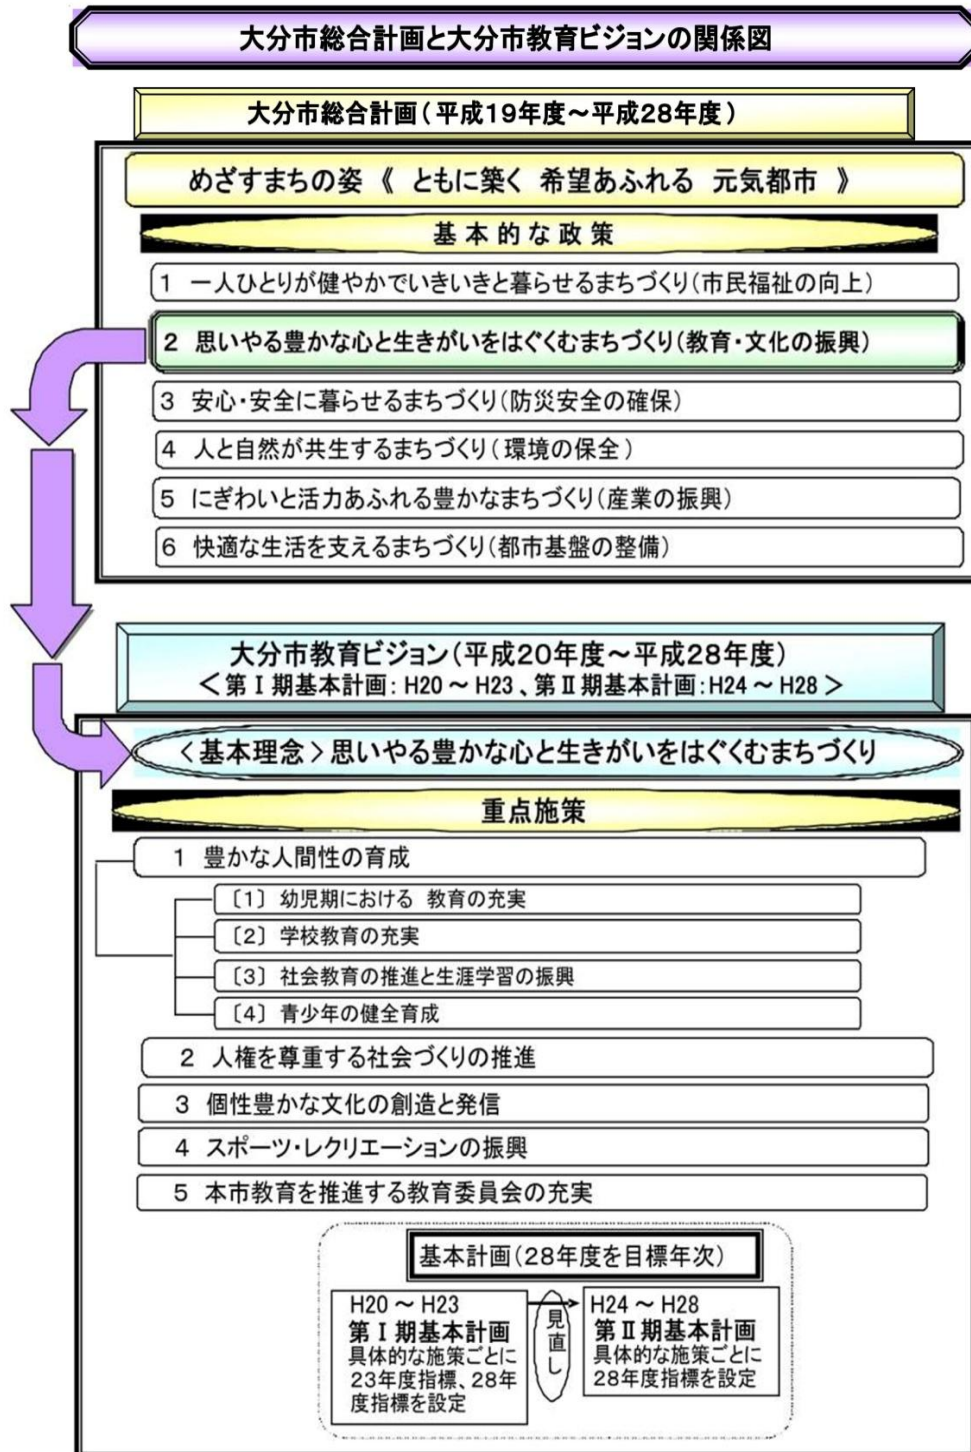 大分市総合計画と大分市教育ビジョンの関係図
大分市総合計画(平成19年度～平成28年度)
めざすまちの姿 《 ともに築く 希望あふれる 元気都市 》
基本的な政策
1 一人ひとりが健やかでいきいきと暮らせるまちづくり(市民福祉の向上)
2 思いやる豊かな心と生きがいをはぐくむまちづくり(教育・文化の振興)
3 安心・安全に暮らせるまちづくり(防災安全の確保)
4 人と自然が共生するまちづくり(環境の保全)
5 にぎわいと活力あふれる豊かなまちづくり(産業の振興)
6 快適な生活を支えるまちづくり(都市基盤の整備)
大分市教育ビジョン(平成20年度～平成28年度)
＜第Ⅰ期基本計画：H20～H23、第Ⅱ期基本計画：H24～H28＞
＜基本理念＞思いやる豊かな心と生きがいをはぐくむまちづくり
重点施策
1 豊かな人間性の育成
〔1〕 幼児期における 教育の充実
〔2〕 学校教育の充実
〔3〕 社会教育の推進と生涯学習の振興
〔4〕 青少年の健全育成
2 人権を尊重する社会づくりの推進
3 個性豊かな文化の創造と発信
4 スポーツ・レクリエーションの振興
5 本市教育を推進する教育委員会の充実
基本計画(28年度を目標年次)
H20～H23
第Ⅰ期基本計画
具体的な施策ごとに
23年度指標、28年
度指標を設定
見直し
H24～H28
第Ⅱ期基本計画
具体的な施策ごとに
28年度指標を設定